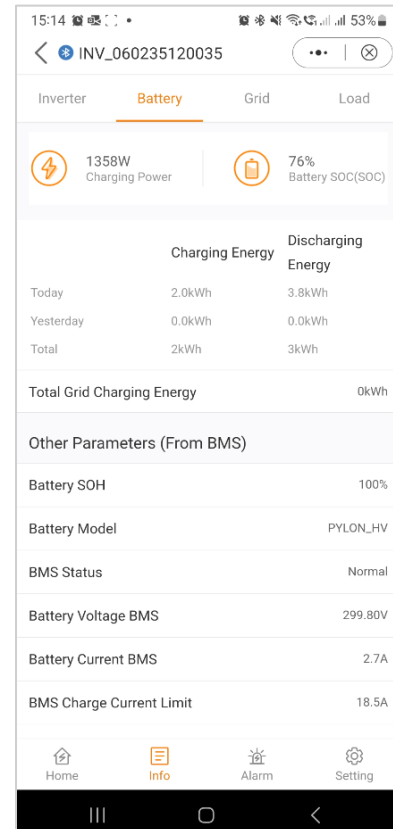 15:14 53%
INV_060235120035
Inverter Battery Grid Load
1358W 76%
Charging Power Battery SOC(SOC)
Charging Energy Discharging Energy
Today 2.0kWh 3.8kWh
Yesterday 0.0kWh 0.0kWh
Total 2kWh 3kWh
Total Grid Charging Energy 0kWh
Other Parameters (From BMS)
Battery SOH 100%
Battery Model PYLON_HV
BMS Status Normal
Battery Voltage BMS 299.80V
Battery Current BMS 2.7A
BMS Charge Current Limit 18.5A
Home Info Alarm Setting